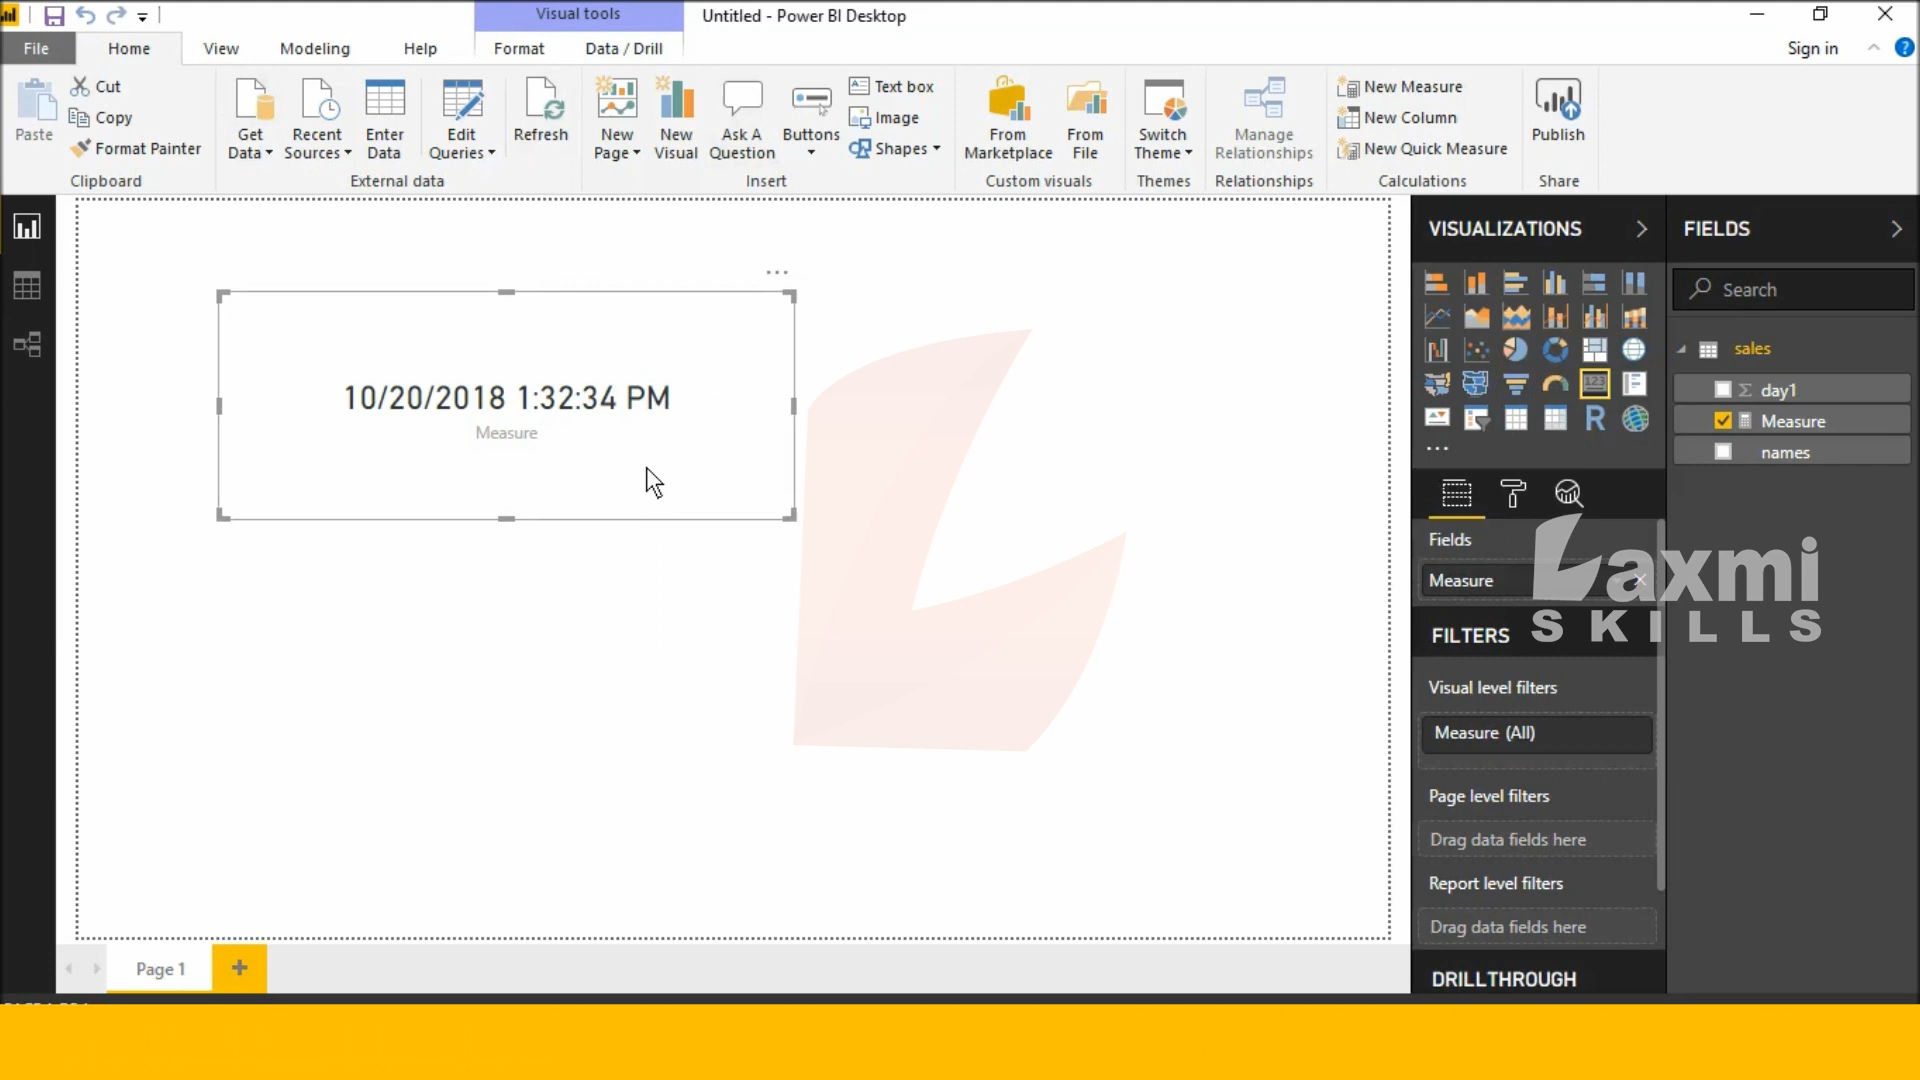 Visual tools
Untitled - Power BI Desktop
File Home View Modeling Help Format Data / Drill
Sign in
Paste
Cut
Copy
Format Painter
Clipboard
Get Data
Recent Sources
Enter Data
Edit Queries
Refresh
External data
New Page
New Visual
Ask A Question
Buttons
Text box
Image
Shapes
Insert
From Marketplace
From File
Custom visuals
Switch Theme
Themes
Manage Relationships
Relationships
New Measure
New Column
New Quick Measure
Calculations
Publish
Share
10/20/2018 1:32:34 PM
Measure
VISUALIZATIONS
Fields
Measure
FILTERS
Visual level filters
Measure (All)
Page level filters
Drag data fields here
Report level filters
Drag data fields here
DRILLTHROUGH
FIELDS
Search
sales
day1
Measure
names
Laxmi
SKILLS
Page 1